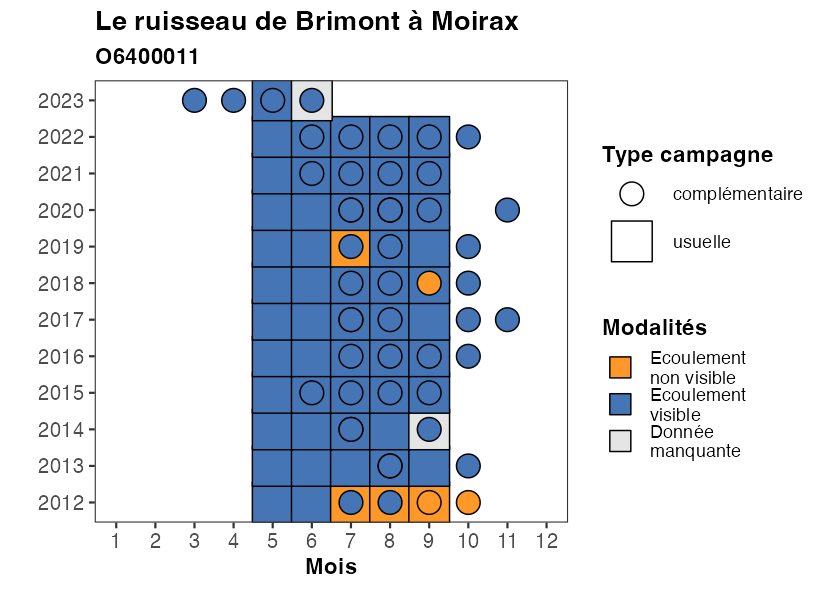 Le ruisseau de Brimont à Moirax
O6400011
2023
2022
2021
2020
2019
2018
2017
2016
2015
2014
2013
2012
1 2 3 4 5 6 7 8 9 10 11 12
Mois
Type campagne
complémentaire
usuelle
Modalités
Ecoulement
non visible
Ecoulement
visible
Donnée
manquante